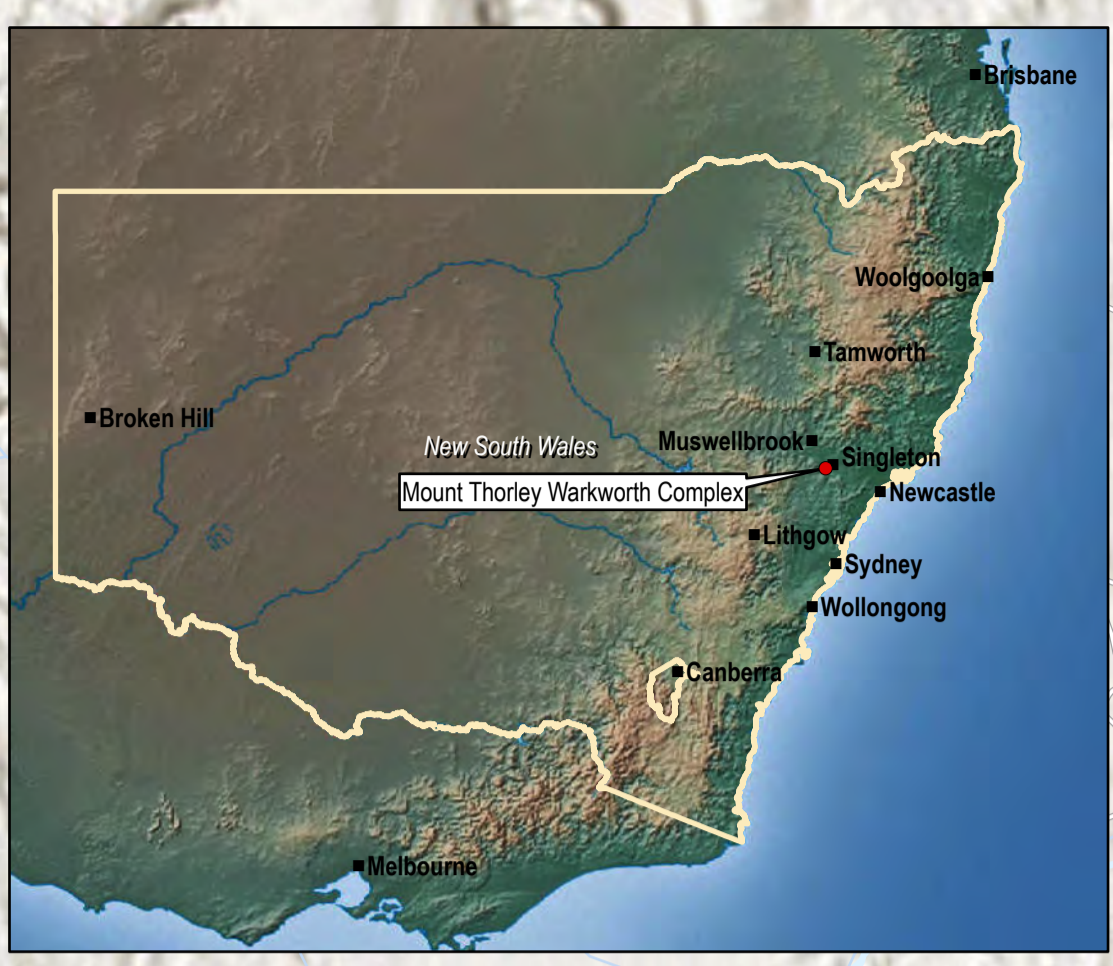 Brisbane
Woolgoolga
Tamworth
Broken Hill
New South Wales
Muswellbrook
Singleton
Mount Thorley Warkworth Complex
Newcastle
Lithgow
Sydney
Wollongong
Canberra
Melbourne